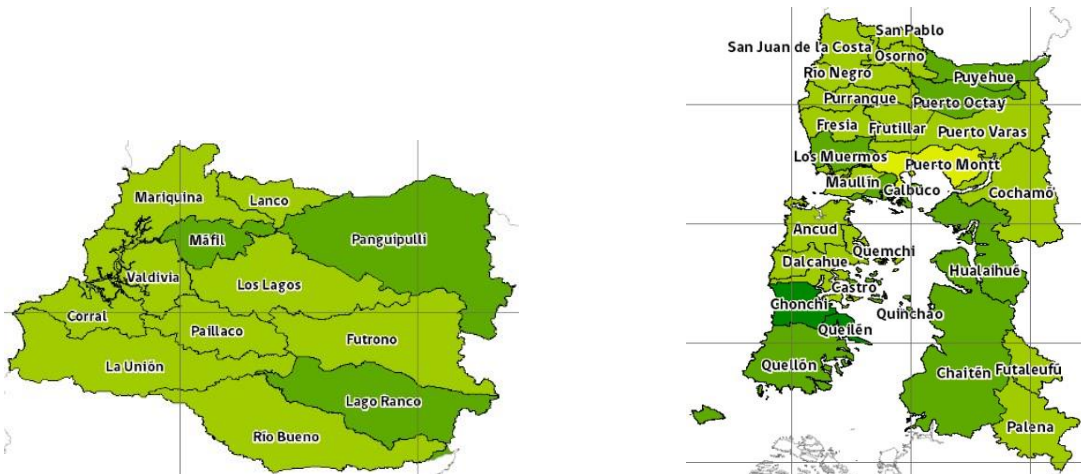 Mariquina
Lanco
Máfil
Panguipulli
Valdivia
Los Lagos
Corral
Paillaco
Futrono
La Unión
Lago Ranco
Río Bueno
San Pablo
San Juan de la Costa
Osorno
Río Negro
Puyehue
Purranque
Puerto Octay
Fresia
Frutillar
Puerto Varas
Los Muermos
Puerto Montt
Maullín
Calbuco
Cochamó
Ancud
Quemchi
Dalcahue
Hualaihué
Castro
Chonchi
Quinchao
Queilén
Quellón
Chaitén
Futaleufú
Palena